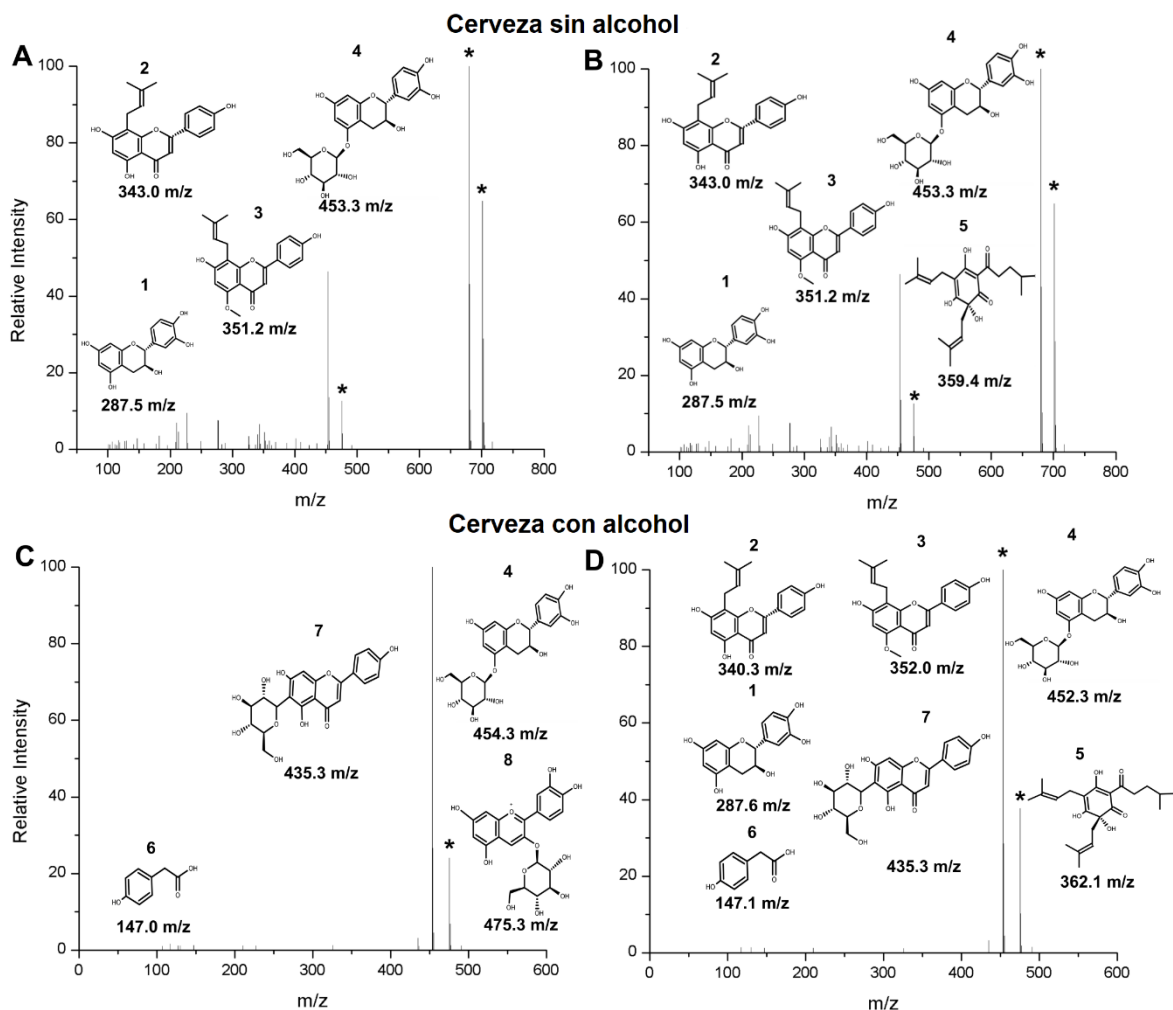 Cerveza sin alcohol
A
Relative Intensity
100
80
60
40
20
0
100 200 300 400 500 600 700 800
m/z
1
287.5 m/z
2
343.0 m/z
3
351.2 m/z
4
453.3 m/z
*
*
*
B
100
80
60
40
20
0
100 200 300 400 500 600 700 800
m/z
1
287.5 m/z
2
343.0 m/z
3
351.2 m/z
4
453.3 m/z
5
359.4 m/z
*
*
*
Cerveza con alcohol
C
Relative Intensity
100
80
60
40
20
0
0 100 200 300 400 500 600
m/z
6
147.0 m/z
7
435.3 m/z
4
454.3 m/z
8
475.3 m/z
*
D
100
80
60
40
20
0
0 100 200 300 400 500 600
m/z
2
340.3 m/z
3
352.0 m/z
4
452.3 m/z
1
287.6 m/z
7
435.3 m/z
5
362.1 m/z
6
147.1 m/z
*
*